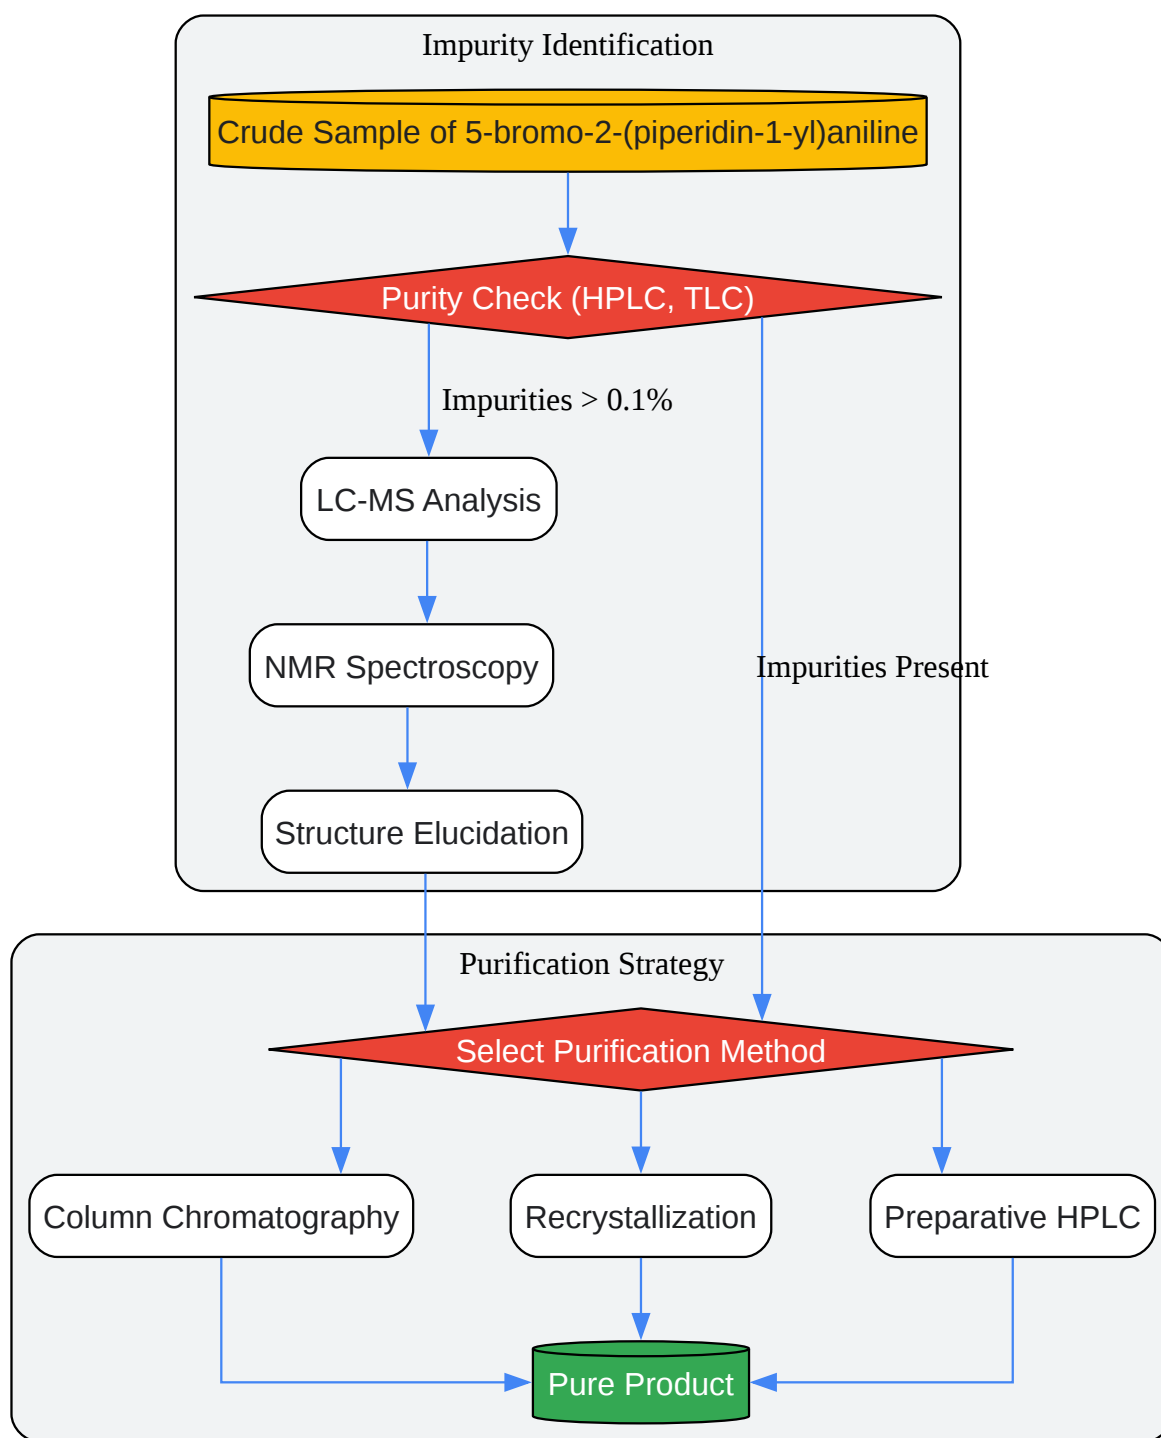 Impurity Identification
Crude Sample of 5-bromo-2-(piperidin-1-yl)aniline
Purity Check (HPLC, TLC)
Impurities > 0.1%
LC-MS Analysis
NMR Spectroscopy
Impurities Present
Structure Elucidation
Purification Strategy
Select Purification Method
Column Chromatography
Recrystallization
Preparative HPLC
Pure Product